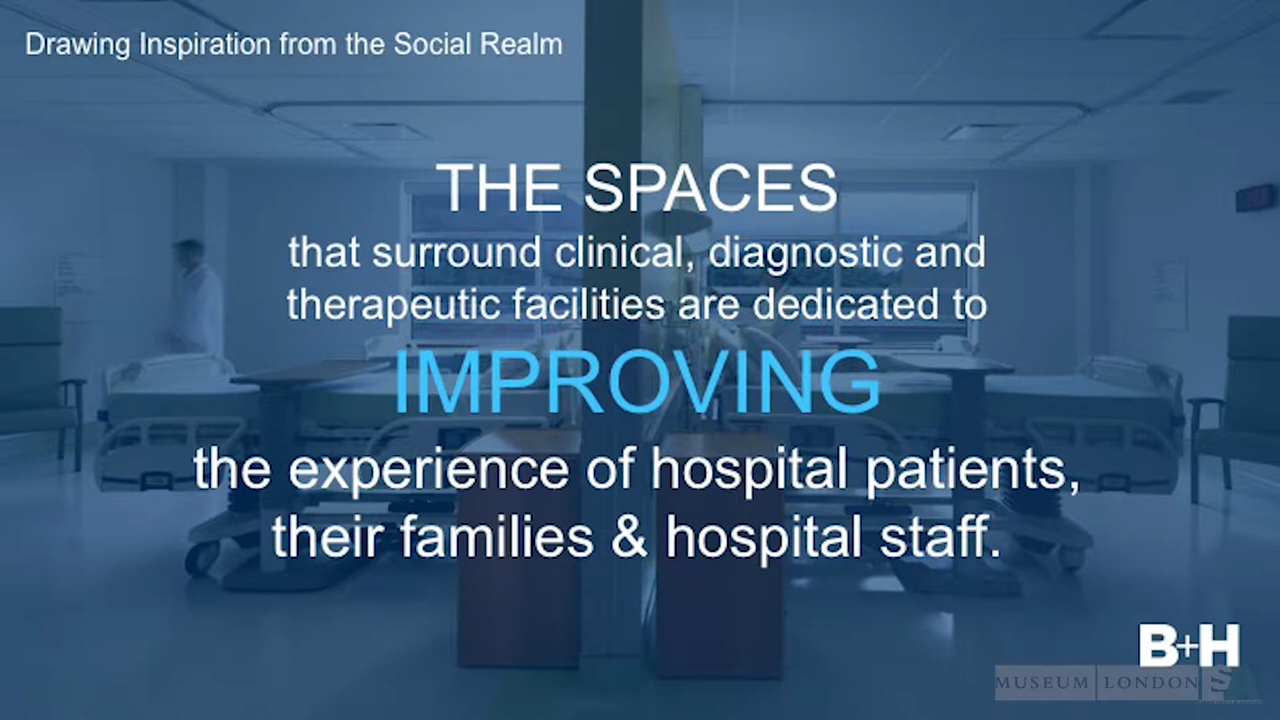 Drawing Inspiration from the Social Realm
THE SPACES
that surround clinical, diagnostic and
therapeutic facilities are dedicated to
IMPROVING
the experience of hospital patients,
their families & hospital staff.
B+H
MUSEUM LONDON